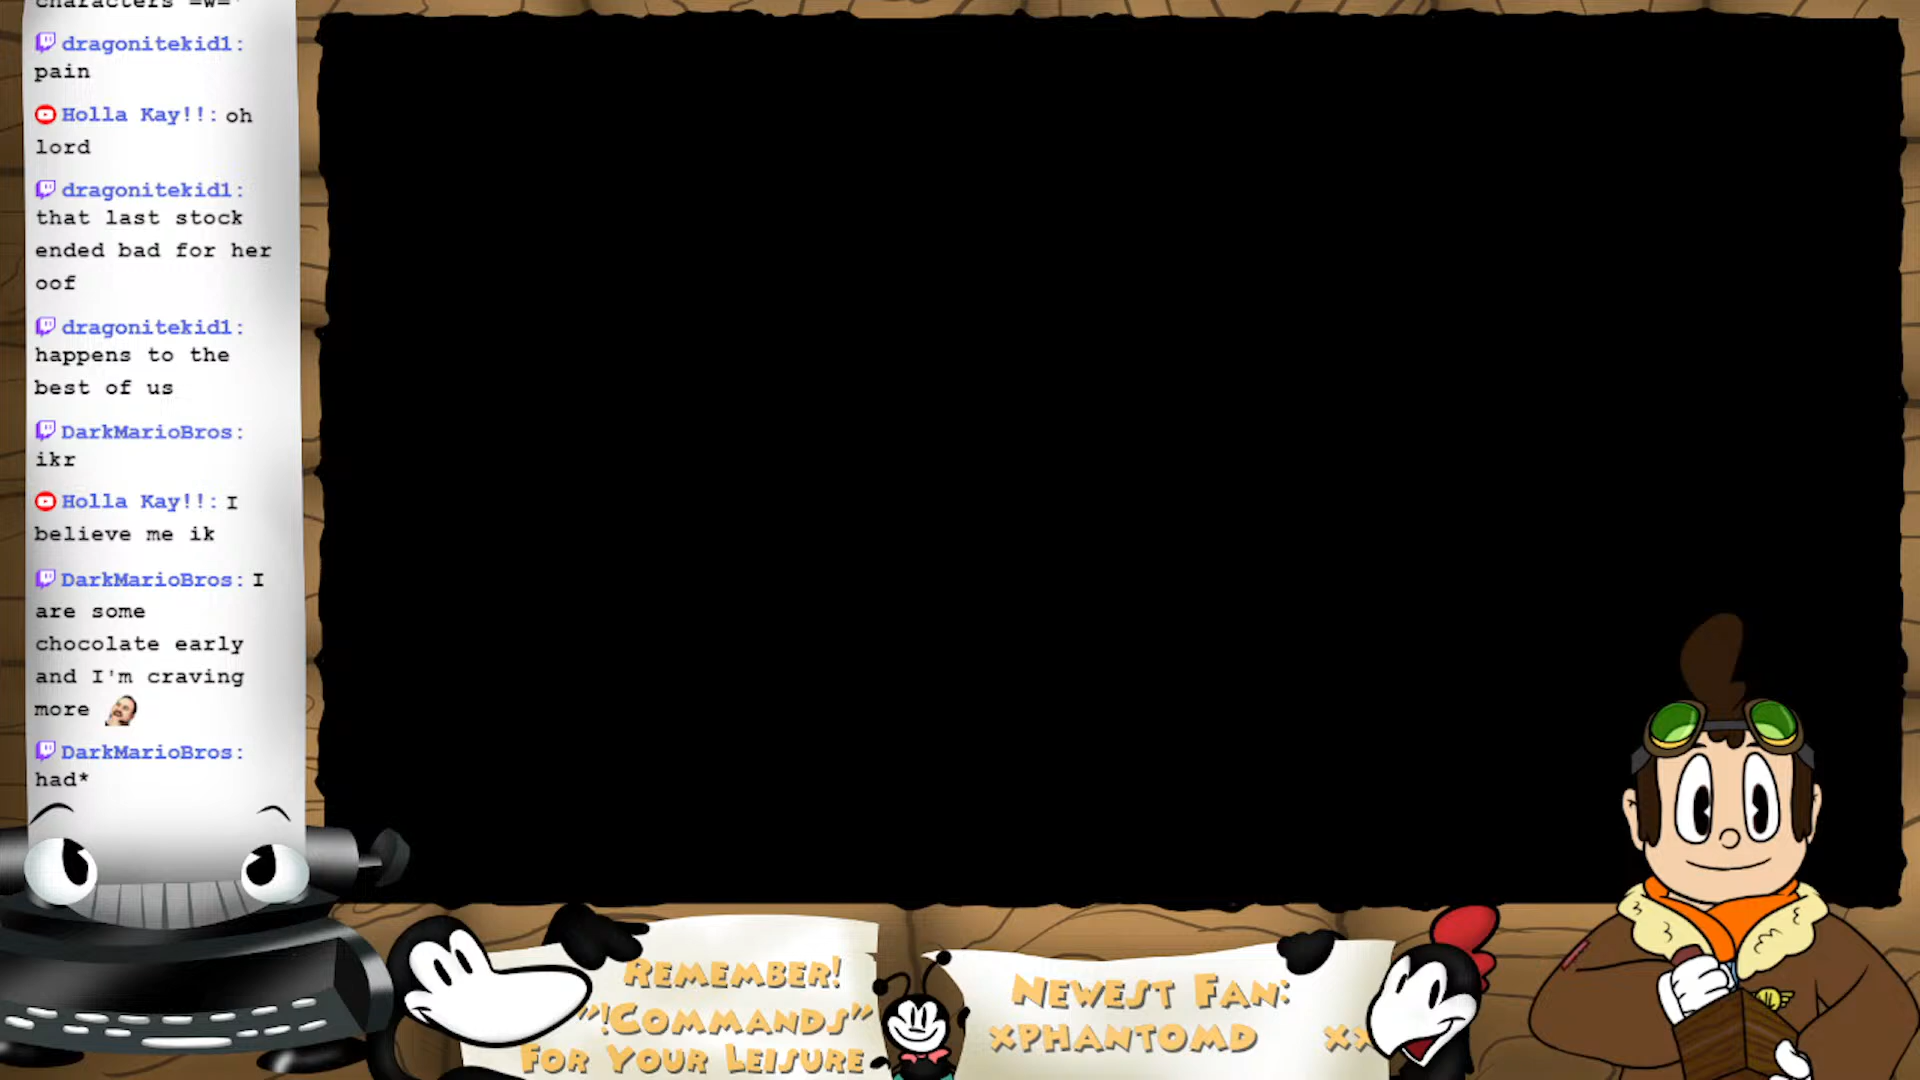 characters =w=
dragonitekid1:
pain
Holla Kay!!: oh
lord
dragonitekid1:
that last stock
ended bad for her
oof
dragonitekid1:
happens to the
best of us
DarkMarioBros:
ikr
Holla Kay!!: I
believe me ik
DarkMarioBros: I
are some
chocolate early
and I'm craving
more
DarkMarioBros:
had*
Remember!
"!Commands"
For Your Leisure
Newest Fan:
xphantomd